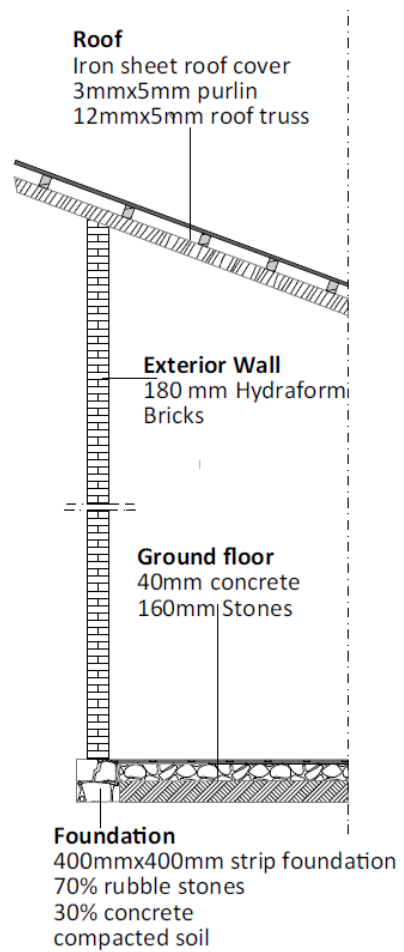 Roof
Iron sheet roof cover
3mmx5mm purlin
12mmx5mm roof truss
Exterior Wall
180 mm Hydraform
Bricks
Ground floor
40mm concrete
160mm Stones
Foundation
400mmx400mm strip foundation
70% rubble stones
30% concrete
compacted soil